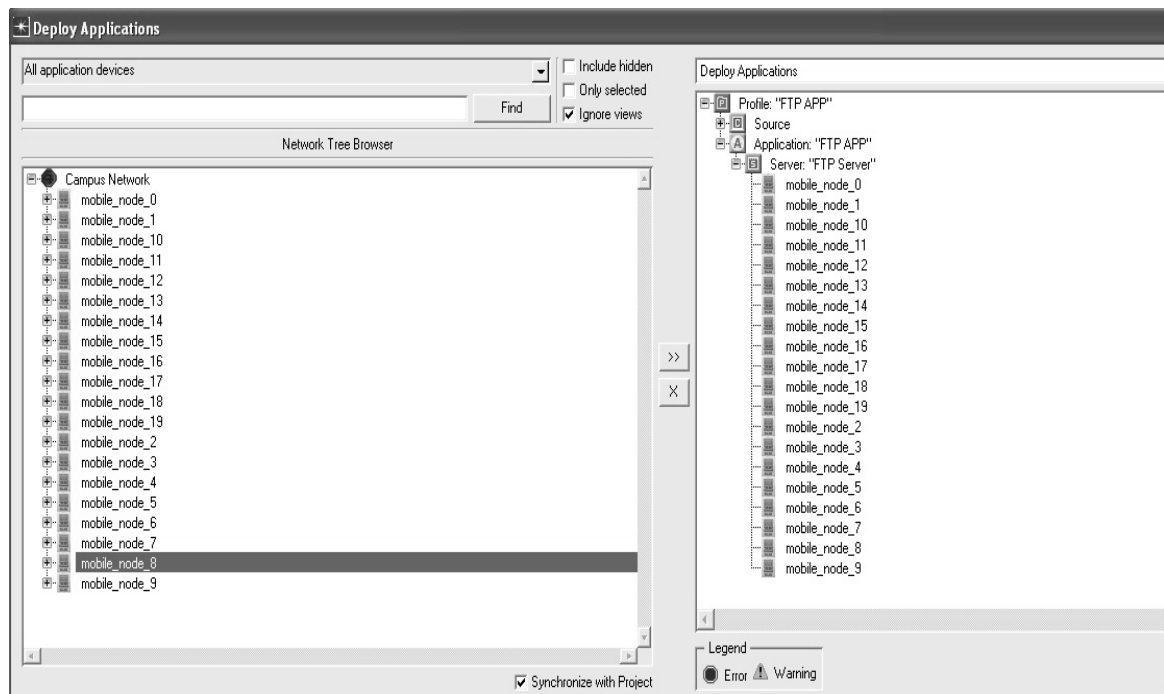 Deploy Applications
All application devices
Include hidden
Only selected
Find
Ignore views
Network Tree Browser
Campus Network
mobile_node_0
mobile_node_1
mobile_node_10
mobile_node_11
mobile_node_12
mobile_node_13
mobile_node_14
mobile_node_15
mobile_node_16
mobile_node_17
mobile_node_18
mobile_node_19
mobile_node_2
mobile_node_3
mobile_node_4
mobile_node_5
mobile_node_6
mobile_node_7
mobile_node_8
mobile_node_9
Synchronize with Project
>>
X
Deploy Applications
Profile: "FTP APP"
Source
A Application: "FTP APP"
S Server: "FTP Server"
mobile_node_0
mobile_node_1
mobile_node_10
mobile_node_11
mobile_node_12
mobile_node_13
mobile_node_14
mobile_node_15
mobile_node_16
mobile_node_17
mobile_node_18
mobile_node_19
mobile_node_2
mobile_node_3
mobile_node_4
mobile_node_5
mobile_node_6
mobile_node_7
mobile_node_8
mobile_node_9
Legend
Error Warning